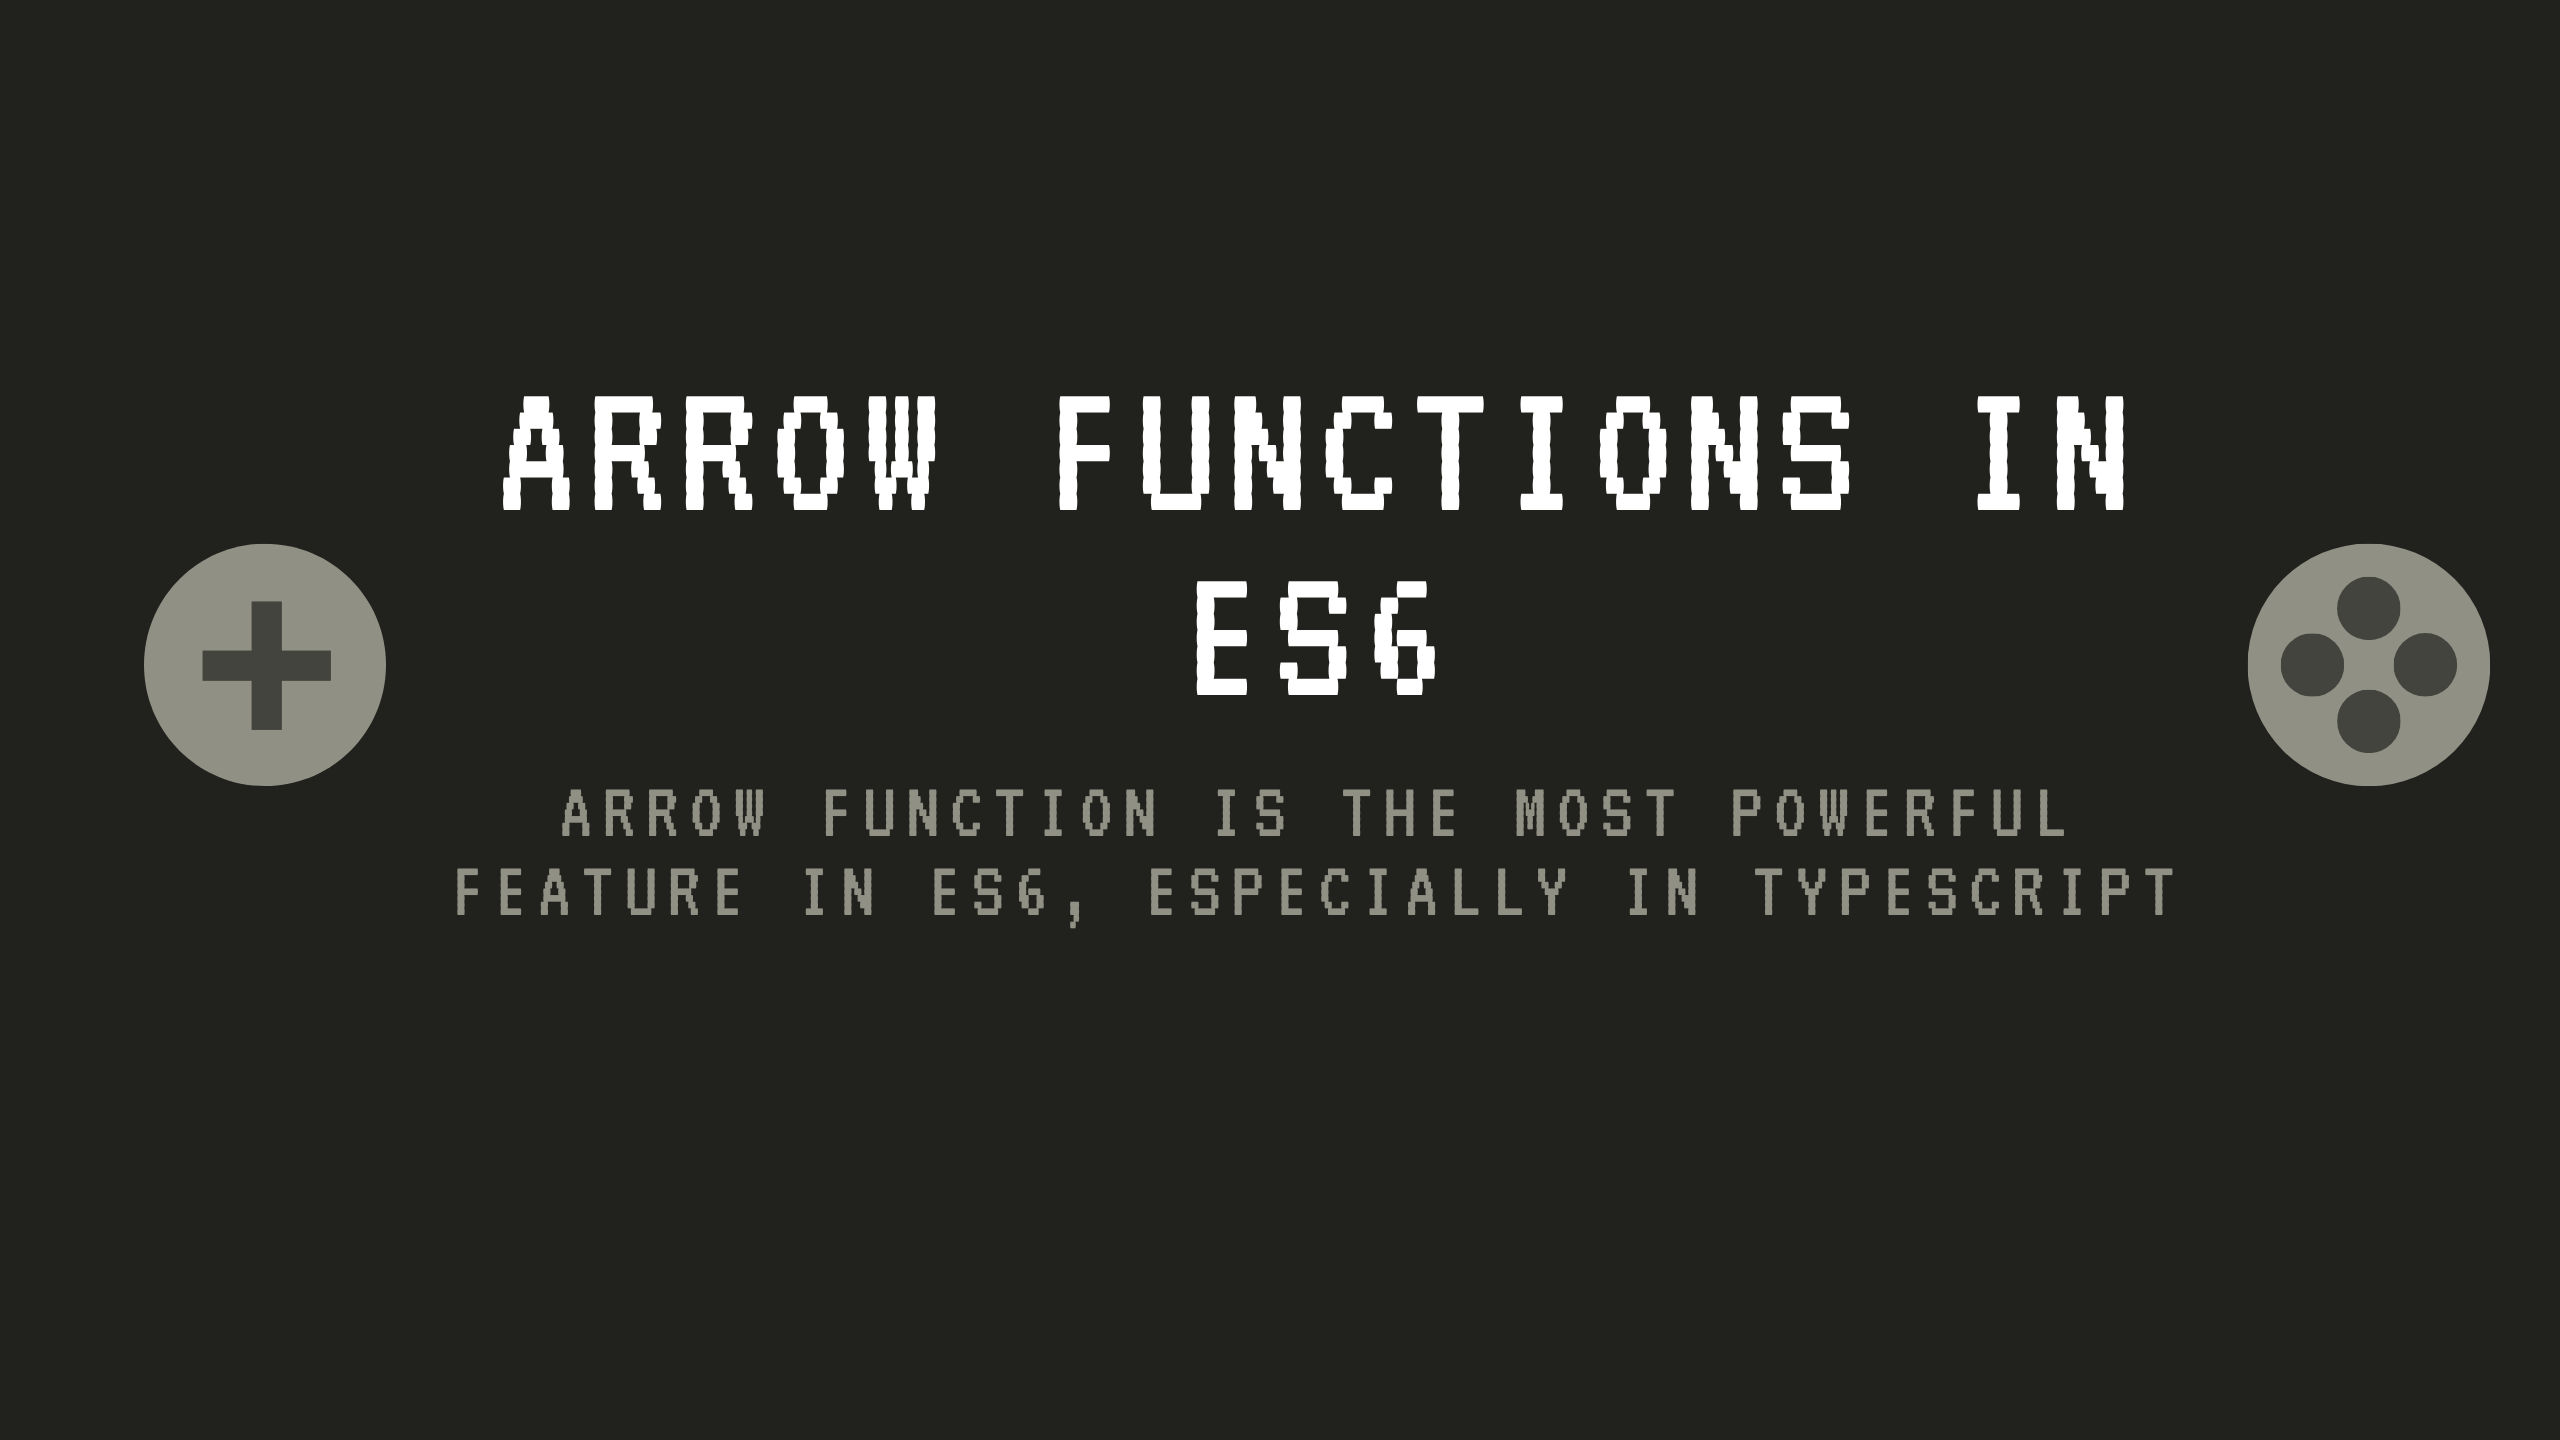 ARROW FUNCTIONS IN
ES6
ARROW FUNCTION IS THE MOST POWERFUL
FEATURE IN ES6, ESPECIALLY IN TYPESCRIPT